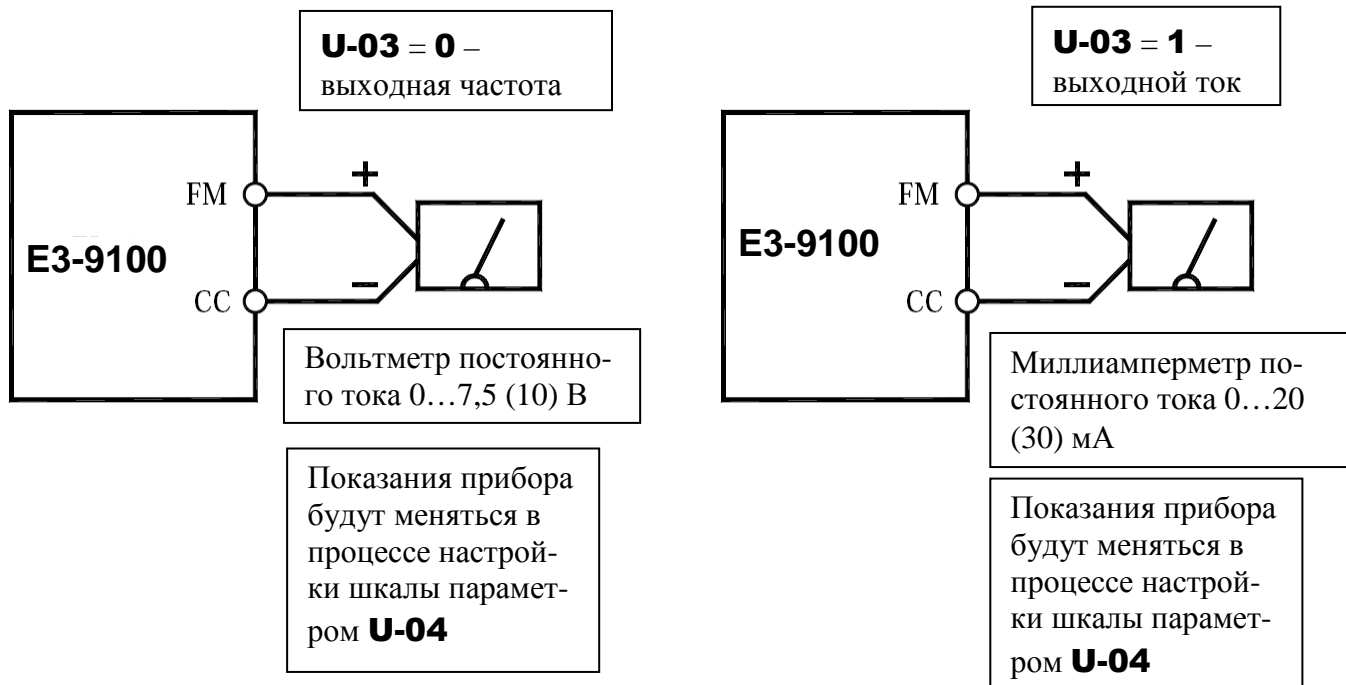 U-03 = 0 –
выходная частота
FM
+
E3-9100
CC
–
Вольтметр постоянно-
го тока 0…7,5 (10) В
Показания прибора
будут меняться в
процессе настрой-
ки шкалы парамет-
ром U-04
U-03 = 1 –
выходной ток
FM
+
E3-9100
CC
–
Миллиамперметр по-
стоянного тока 0…20
(30) мА
Показания прибора
будут меняться в
процессе настрой-
ки шкалы парамет-
ром U-04